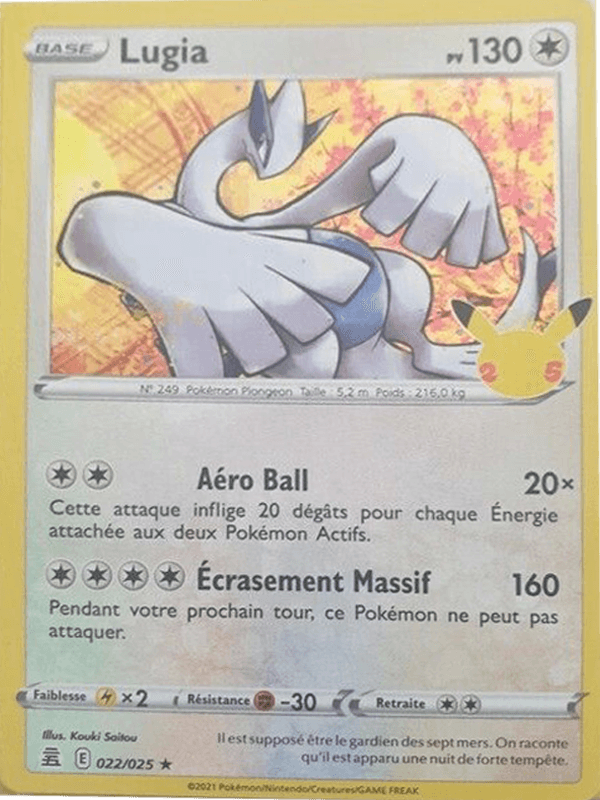 BASE Lugia PV 130
25
N° 249 Pokémon Plongeon Taille : 5,2 m Poids : 216,0 kg
Aéro Ball 20×
Cette attaque inflige 20 dégâts pour chaque Énergie
attachée aux deux Pokémon Actifs.
Écrasement Massif 160
Pendant votre prochain tour, ce Pokémon ne peut pas
attaquer.
Faiblesse ×2 Résistance -30 Retraite
Illus. Kouki Saitou
Il est supposé être le gardien des sept mers. On raconte
qu'il est apparu une nuit de forte tempête.
E 022/025 ★
©2021 Pokémon/Nintendo/Creatures/GAME FREAK